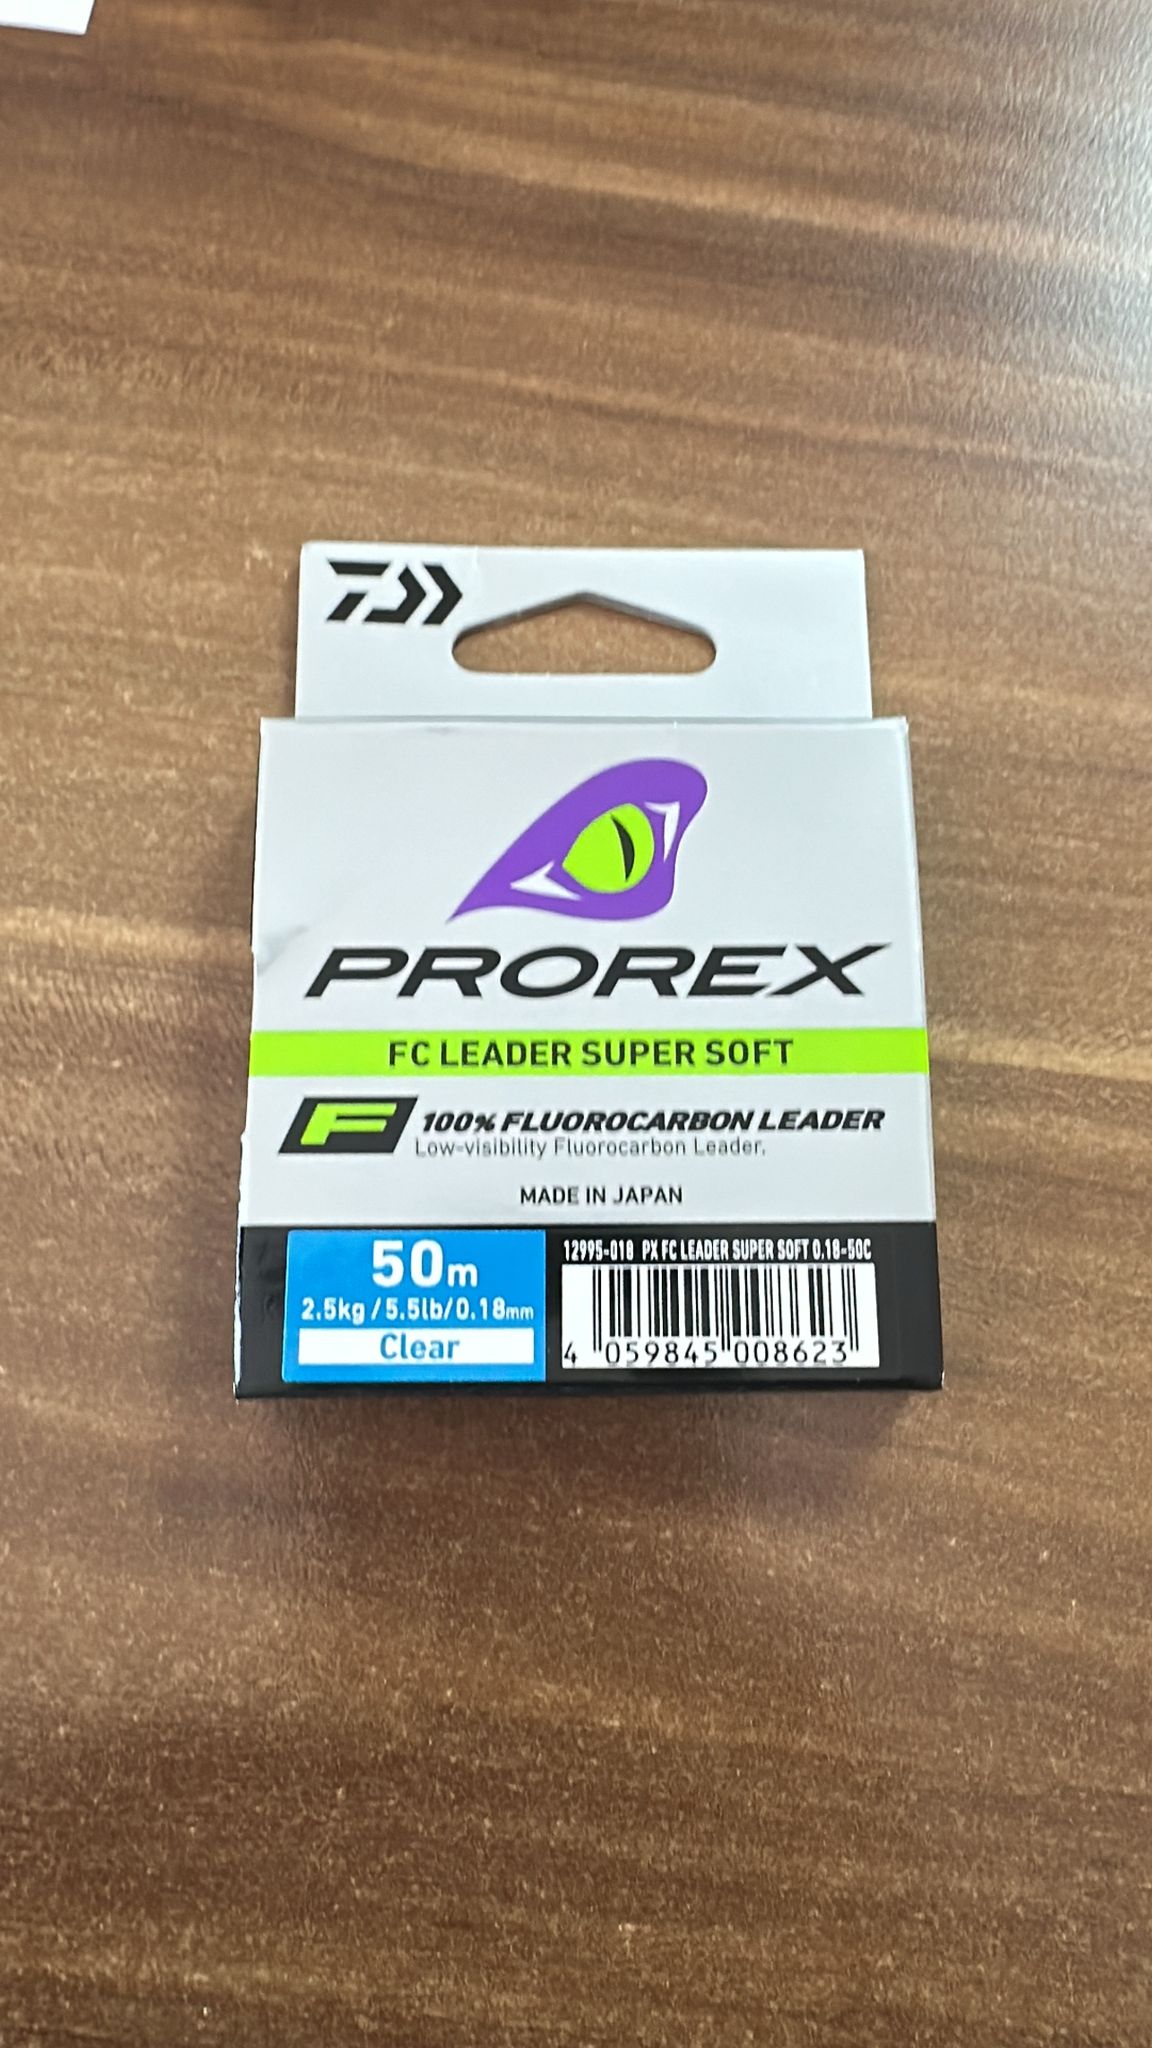 PROREX
FC LEADER SUPER SOFT
F 100% FLUOROCARBON LEADER
Low-visibility Fluorocarbon Leader.
MADE IN JAPAN
50m
2.5kg/5.5lb/0.18mm
Clear
12995-018 PX FC LEADER SUPER SOFT 0.18-50C
4 059845 008623